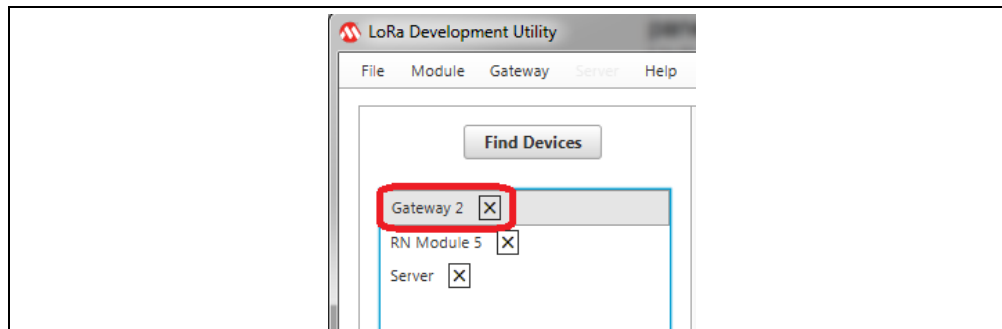 LoRa Development Utility
File Module Gateway Server Help
Find Devices
Gateway 2
RN Module 5
Server